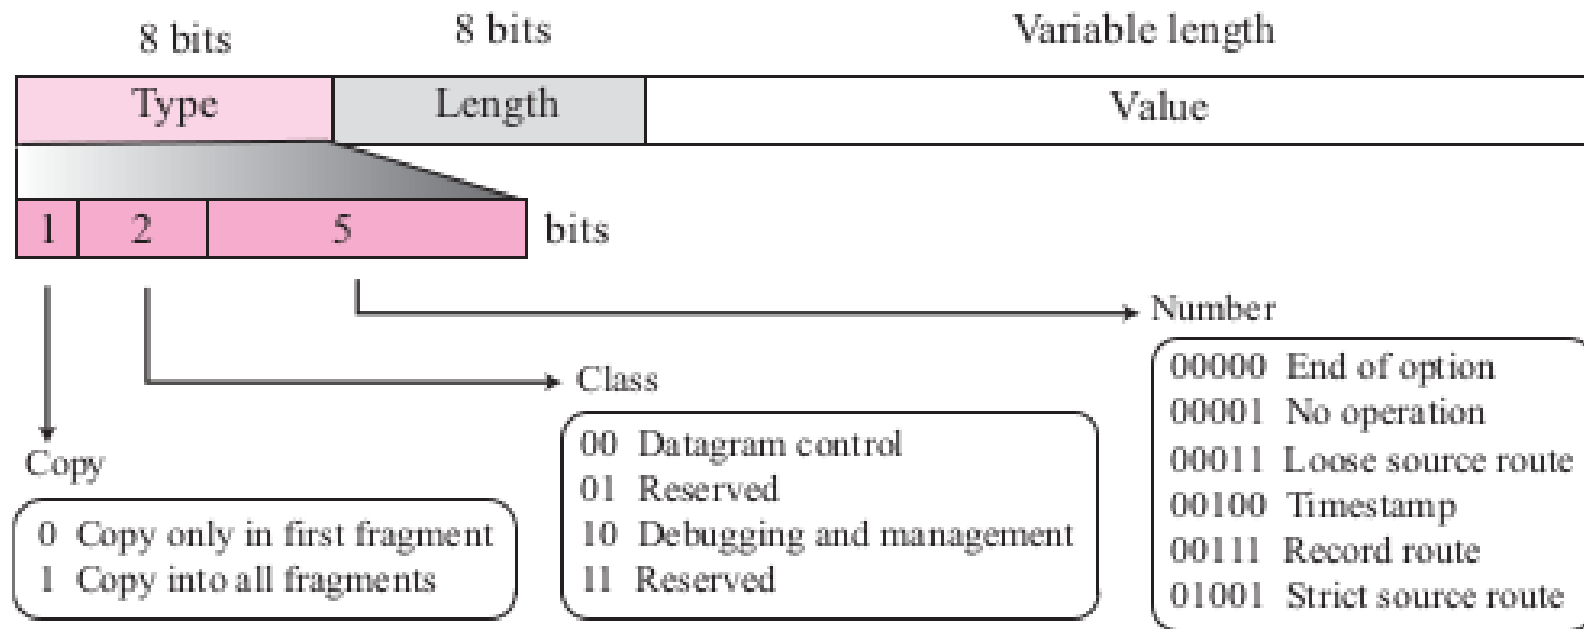 8 bits 8 bits Variable length
Type Length Value
1 2 5 bits
Number
00000 End of option
00001 No operation
00011 Loose source route
00100 Timestamp
00111 Record route
01001 Strict source route
Class
00 Datagram control
01 Reserved
10 Debugging and management
11 Reserved
Copy
0 Copy only in first fragment
1 Copy into all fragments